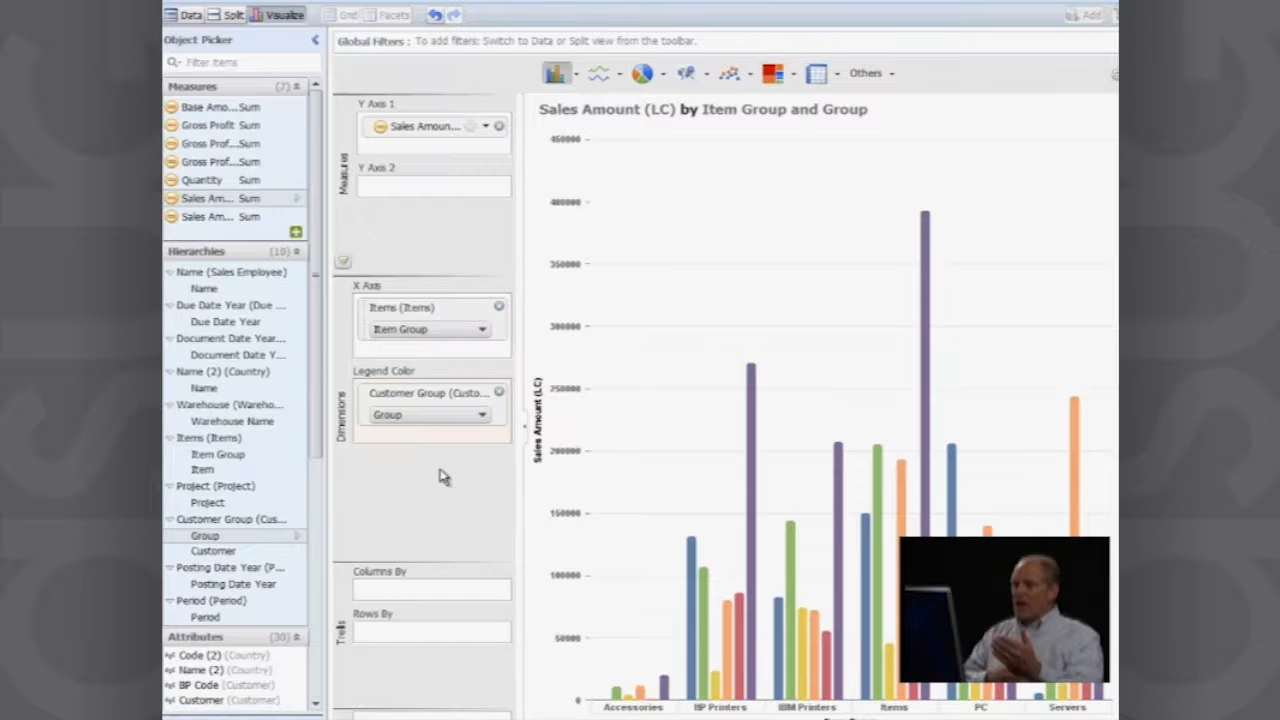 Data Split Visualize Grid Facets Add
Object Picker
Global Filters : To add filters: Switch to Data or Split view from the toolbar.
Filter items
Others
Measures (7)
Base Amo... Sum
Gross Profit Sum
Gross Prof... Sum
Gross Prof... Sum
Quantity Sum
Sales Am... Sum
Sales Am... Sum
Hierarchies (10)
Name (Sales Employee)
Name
Due Date Year (Due ...
Due Date Year
Document Date Year...
Document Date Y...
Name (2) (Country)
Name
Warehouse (Wareho...
Warehouse Name
Items (Items)
Item Group
Item
Project (Project)
Project
Customer Group (Cus...
Group
Customer
Posting Date Year (P...
Posting Date Year
Period (Period)
Period
Attributes (30)
Code (2) (Country)
Name (2) (Country)
BP Code (Customer)
Customer (Customer)
Measures
Y Axis 1
Sales Amoun...
Y Axis 2
Dimensions
X Axis
Items (Items)
Item Group
Legend Color
Customer Group (Custo...
Group
Trellis
Columns By
Rows By
Sales Amount (LC) by Item Group and Group
Sales Amount (LC)
450000
400000
350000
300000
250000
200000
150000
100000
50000
0
Accessories HP Printers IBM Printers Items PC Servers